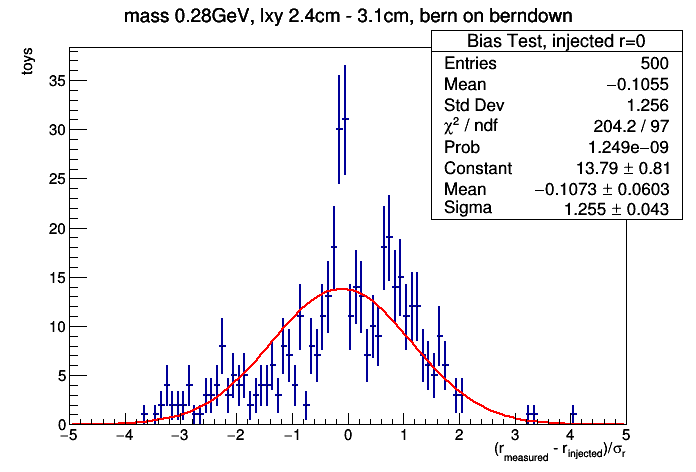 mass 0.28GeV, lxy 2.4cm - 3.1cm, bern on berndown
Bias Test, injected r=0
Entries 500
Mean −0.1055
Std Dev 1.256
χ² / ndf 204.2 / 97
Prob 1.249e−09
Constant 13.79 ± 0.81
Mean −0.1073 ± 0.0603
Sigma 1.255 ± 0.043
toys
35
30
25
20
15
10
5
0
−5 −4 −3 −2 −1 0 1 2 3 4 5
(r_measured - r_injected)/σ_r